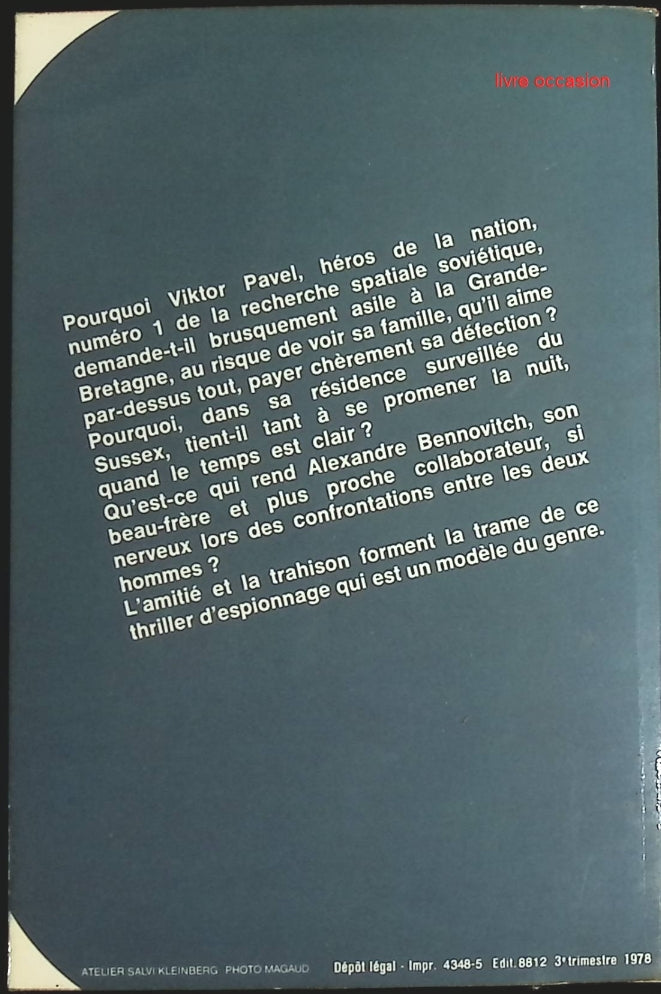 livre occasion
Pourquoi Viktor Pavel, héros de la nation,
numéro 1 de la recherche spatiale soviétique,
demande-t-il brusquement asile à la Grande-
Bretagne, au risque de voir sa famille, qu'il aime
par-dessus tout, payer chèrement sa défection ?
Pourquoi, dans sa résidence surveillée du
Sussex, tient-il tant à se promener la nuit,
quand le temps est clair ?
Qu'est-ce qui rend Alexandre Bennovitch, son
beau-frère et plus proche collaborateur, si
nerveux lors des confrontations entre les deux
hommes ?
L'amitié et la trahison forment la trame de ce
thriller d'espionnage qui est un modèle du genre.
ATELIER SALVI KLEINBERG PHOTO MAGAUD Dépôt légal - Impr. 4348-5 Edit. 8812 3e trimestre 1978